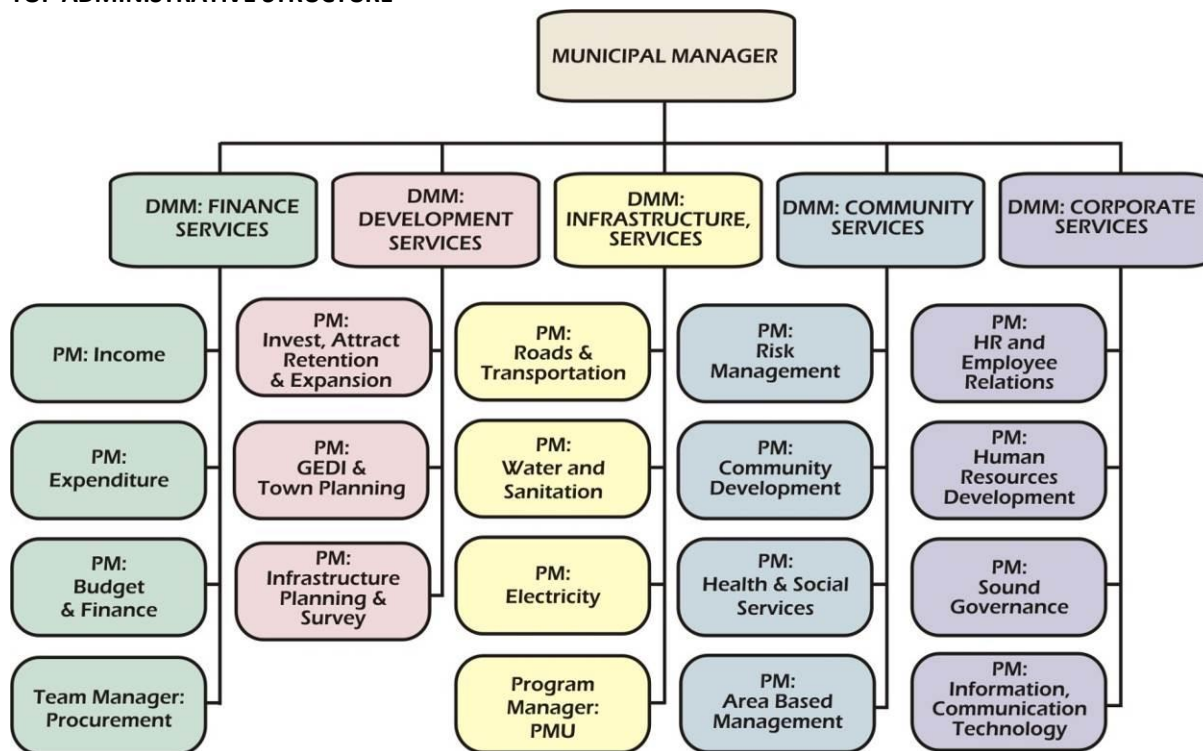 TOP ADMINISTRATIVE STRUCTURE
MUNICIPAL MANAGER
DMM: FINANCE
SERVICES
DMM:
DEVELOPMENT
SERVICES
DMM:
INFRASTRUCTURE,
SERVICES
DMM: COMMUNITY
SERVICES
DMM: CORPORATE
SERVICES
PM: Income
PM:
Expenditure
PM:
Budget
& Finance
Team Manager:
Procurement
PM:
Invest, Attract
Retention
& Expansion
PM:
GEDI &
Town Planning
PM:
Infrastructure
Planning &
Survey
PM:
Roads &
Transportation
PM:
Water and
Sanitation
PM:
Electricity
Program
Manager:
PMU
PM:
Risk
Management
PM:
Community
Development
PM:
Health & Social
Services
PM:
Area Based
Management
PM:
HR and
Employee
Relations
PM:
Human
Resources
Development
PM:
Sound
Governance
PM:
Information,
Communication
Technology